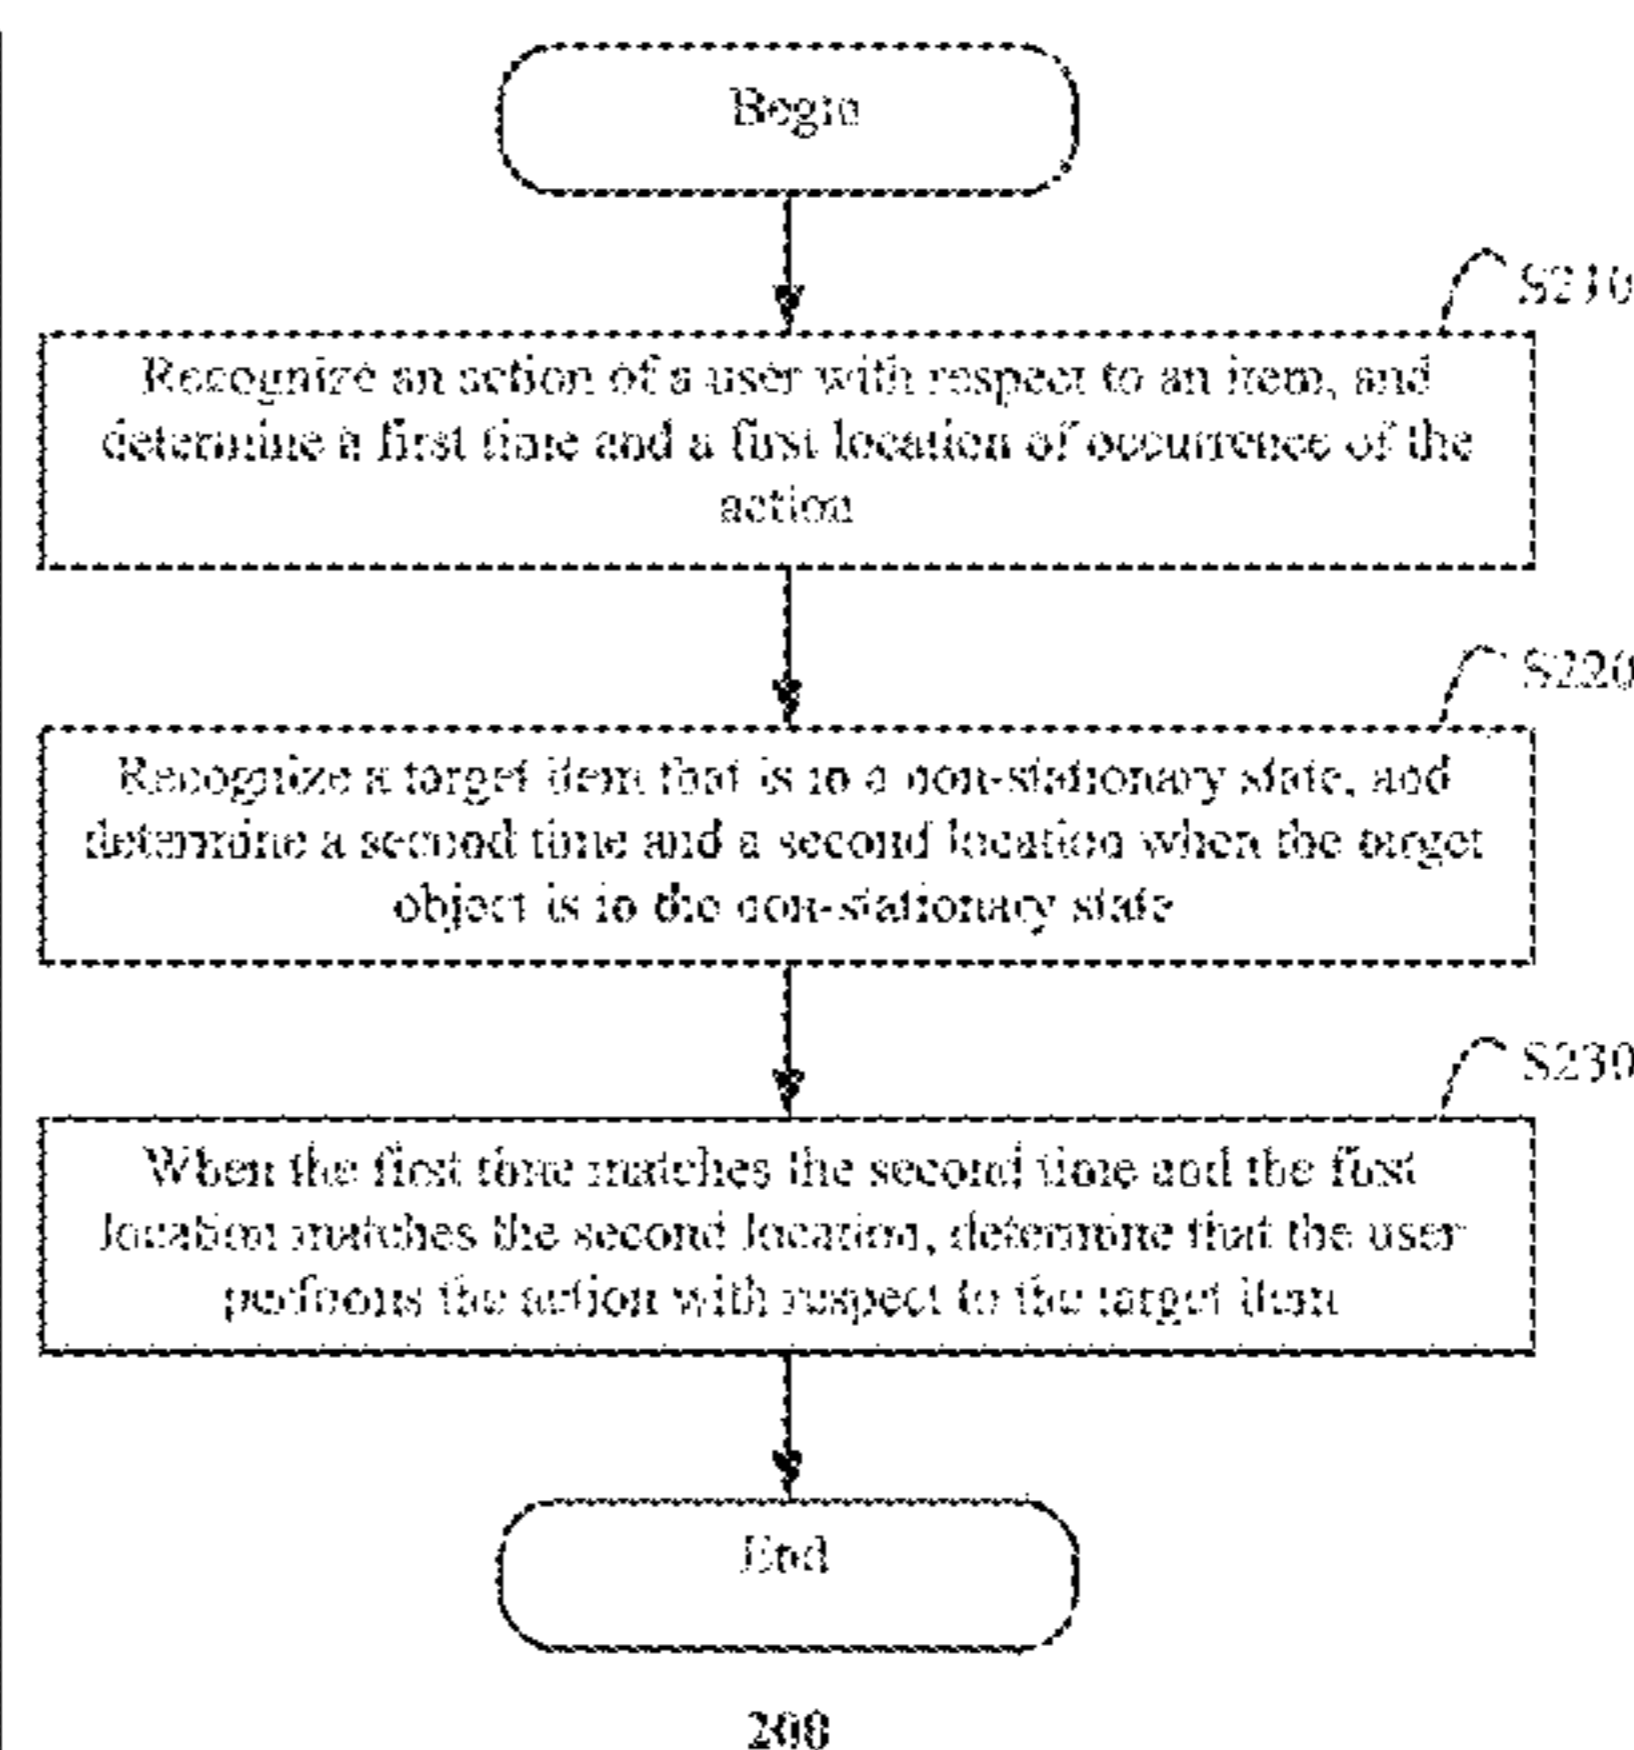 Begin
S210
Recognize an action of a user with respect to an item, and
determine a first time and a first location of occurrence of the
action
S220
Recognize a target item that is in a non-stationary state, and
determine a second time and a second location when the target
object is in the non-stationary state
S230
When the first time matches the second time and the first
location matches the second location, determine that the user
performs the action with respect to the target item
End
200